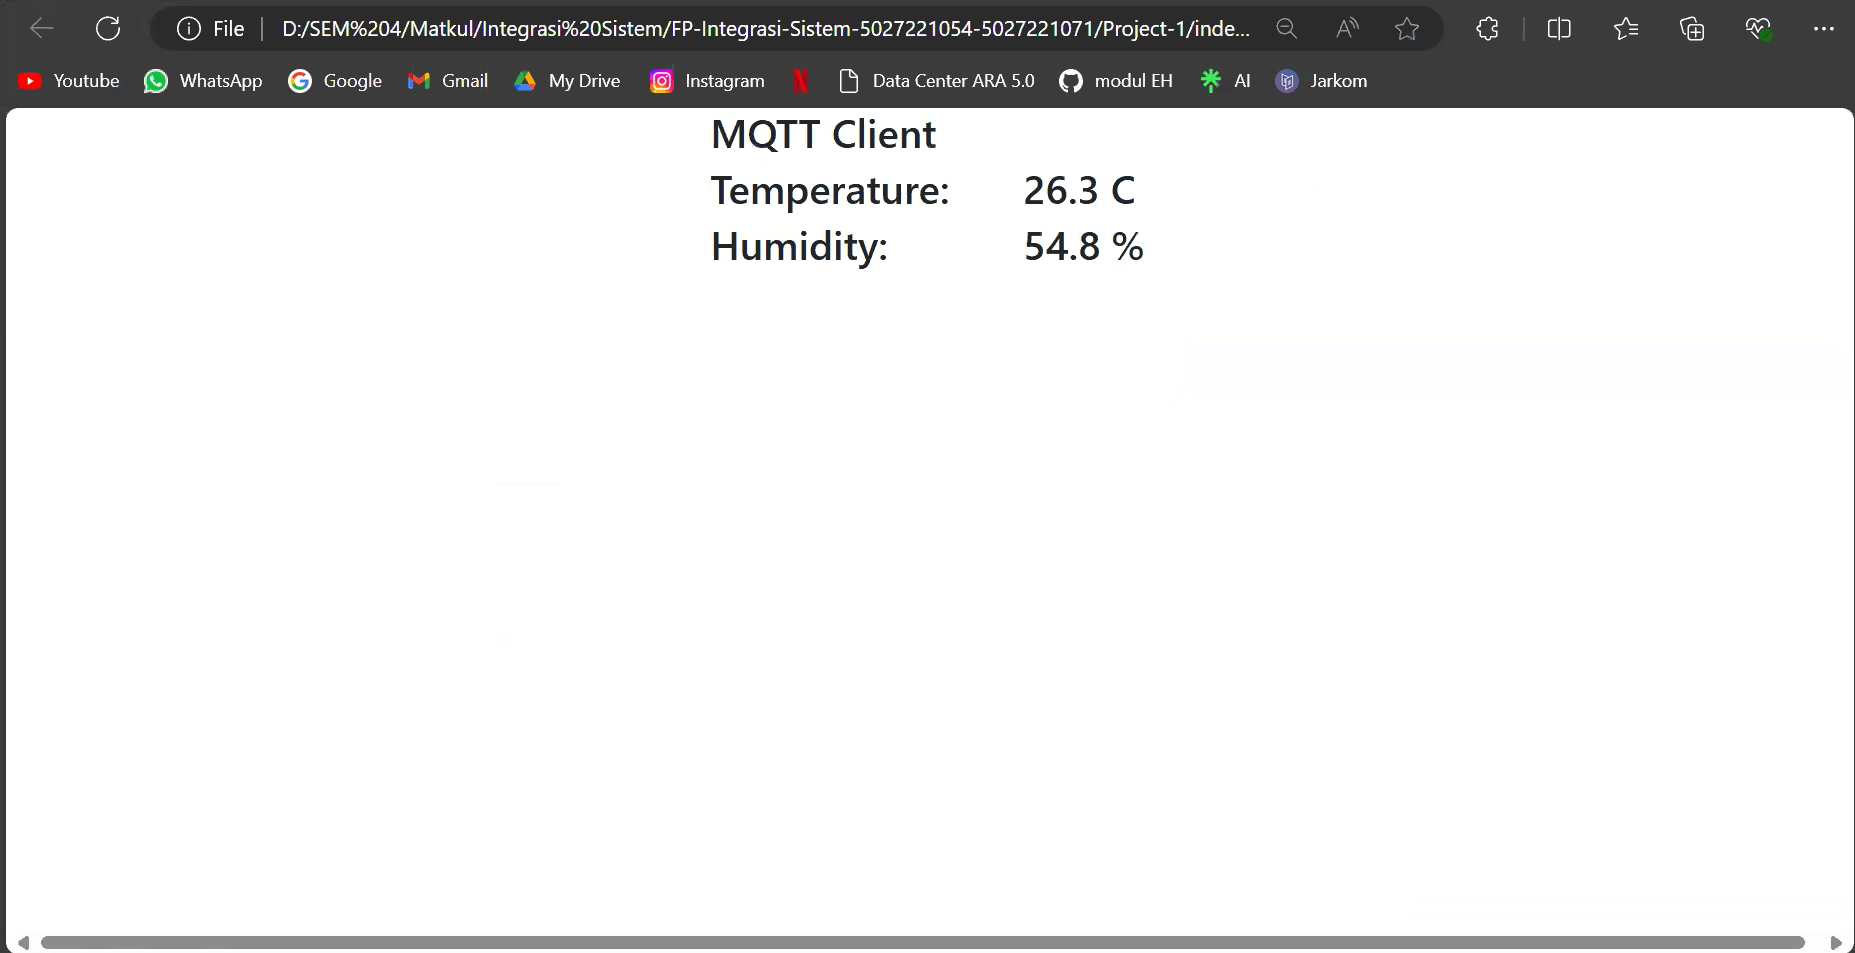 File D:/SEM%204/Matkul/Integrasi%20Sistem/FP-Integrasi-Sistem-5027221054-5027221071/Project-1/inde...
Youtube WhatsApp Google Gmail My Drive Instagram Data Center ARA 5.0 modul EH AI Jarkom
MQTT Client
Temperature: 26.3 C
Humidity: 54.8 %